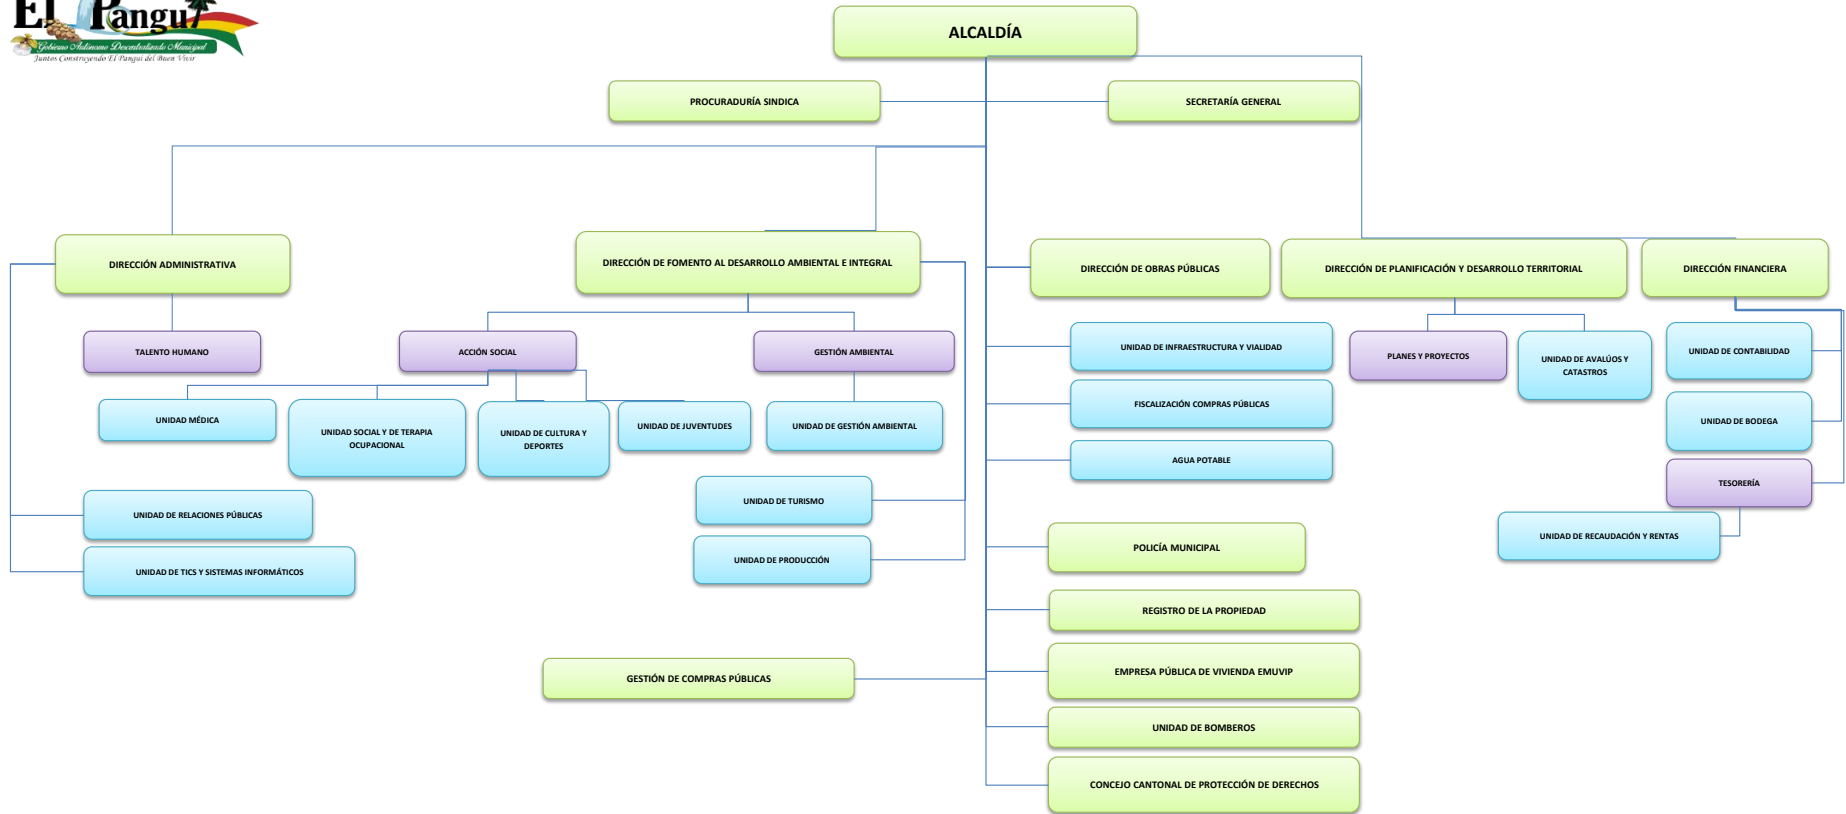 El Pangui
Gobierno Autónomo Descentralizado Municipal
Juntos Construyendo El Pangui del Buen Vivir
ALCALDÍA
PROCURADURÍA SINDICA
SECRETARÍA GENERAL
DIRECCIÓN ADMINISTRATIVA
DIRECCIÓN DE FOMENTO AL DESARROLLO AMBIENTAL E INTEGRAL
DIRECCIÓN DE OBRAS PÚBLICAS
DIRECCIÓN DE PLANIFICACIÓN Y DESARROLLO TERRITORIAL
DIRECCIÓN FINANCIERA
TALENTO HUMANO
ACCIÓN SOCIAL
GESTIÓN AMBIENTAL
UNIDAD DE INFRAESTRUCTURA Y VIALIDAD
PLANES Y PROYECTOS
UNIDAD DE AVALÚOS Y
CATASTROS
UNIDAD DE CONTABILIDAD
UNIDAD MÉDICA
UNIDAD SOCIAL Y DE TERAPIA
OCUPACIONAL
UNIDAD DE CULTURA Y
DEPORTES
UNIDAD DE JUVENTUDES
UNIDAD DE GESTIÓN AMBIENTAL
FISCALIZACIÓN COMPRAS PÚBLICAS
UNIDAD DE BODEGA
AGUA POTABLE
TESORERÍA
UNIDAD DE TURISMO
UNIDAD DE RELACIONES PÚBLICAS
UNIDAD DE RECAUDACIÓN Y RENTAS
POLICÍA MUNICIPAL
UNIDAD DE PRODUCCIÓN
UNIDAD DE TICS Y SISTEMAS INFORMÁTICOS
REGISTRO DE LA PROPIEDAD
EMPRESA PÚBLICA DE VIVIENDA EMUVIP
GESTIÓN DE COMPRAS PÚBLICAS
UNIDAD DE BOMBEROS
CONCEJO CANTONAL DE PROTECCIÓN DE DERECHOS